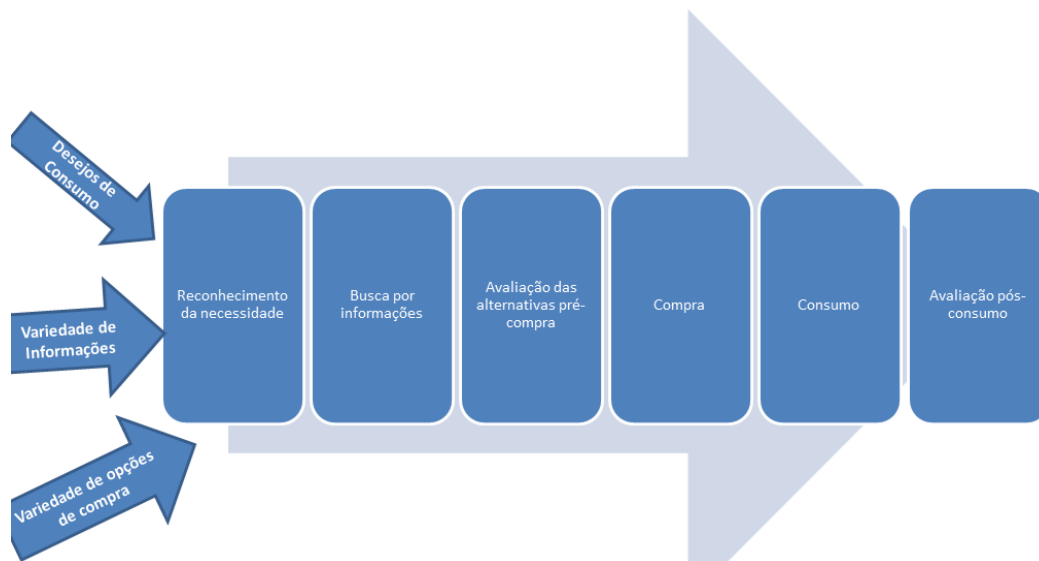 Desejos de
Consumo
Variedade de
Informações
Variedade de opções
de compra
Reconhecimento
da necessidade
Busca por
informações
Avaliação das
alternativas pré-
compra
Compra
Consumo
Avaliação pós-
consumo